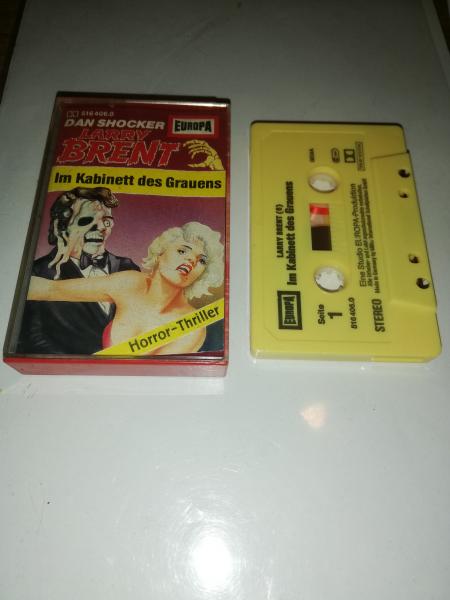 516 406.0
EUROPA
DAN SHOCKER
LARRY
BRENT
Im Kabinett des Grauens
Horror-Thriller
EUROPA
LARRY BRENT (6)
Im Kabinett des Grauens
Seite
1
516 406.0
STEREO
Eine Studio EUROPA-Produktion
GEMA